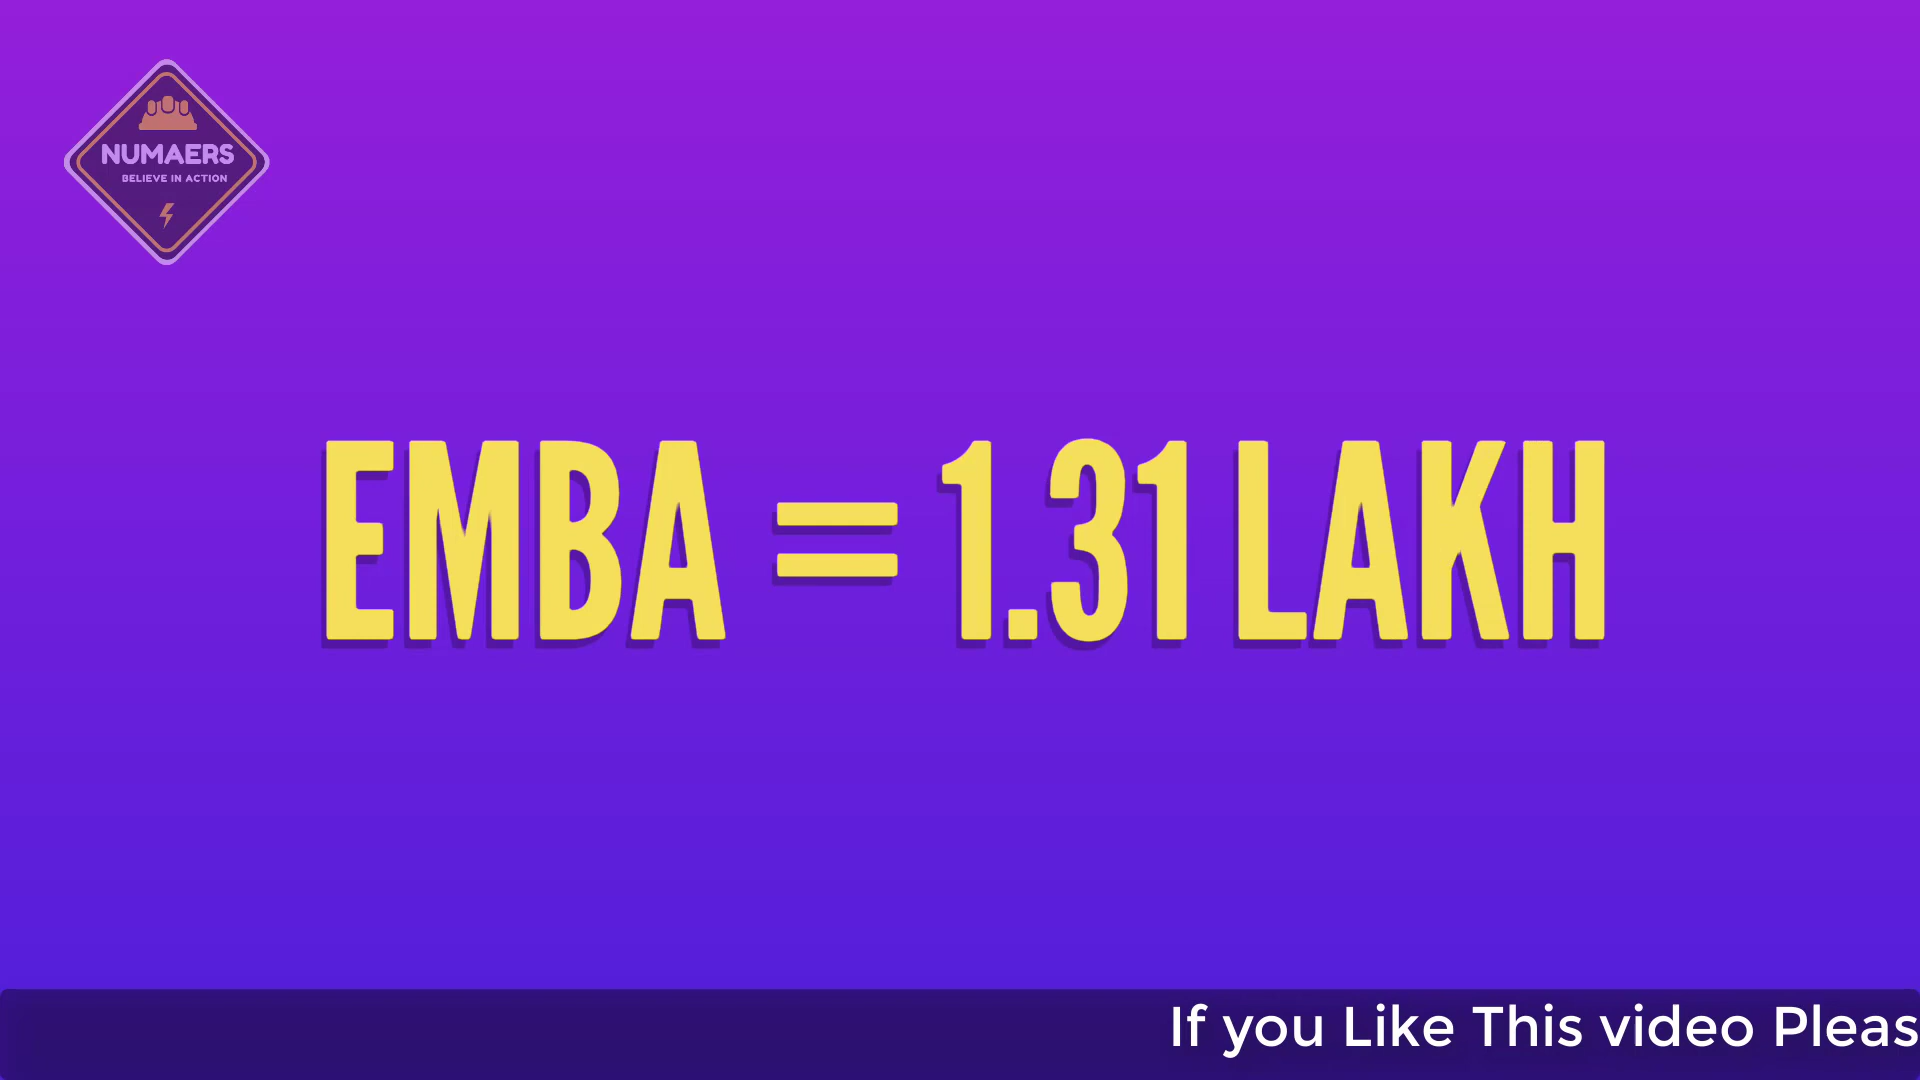 NUMAERS
BELIEVE IN ACTION
EMBA = 1.31 LAKH
If you Like This video Pleas